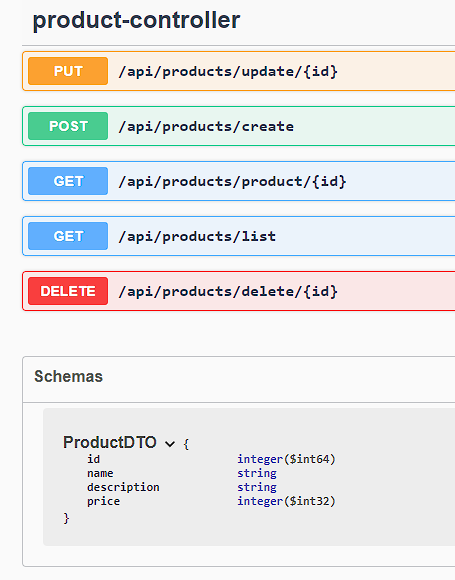 product-controller
PUT /api/products/update/{id}
POST /api/products/create
GET /api/products/product/{id}
GET /api/products/list
DELETE /api/products/delete/{id}
Schemas
ProductDTO {
id integer($int64)
name string
description string
price integer($int32)
}